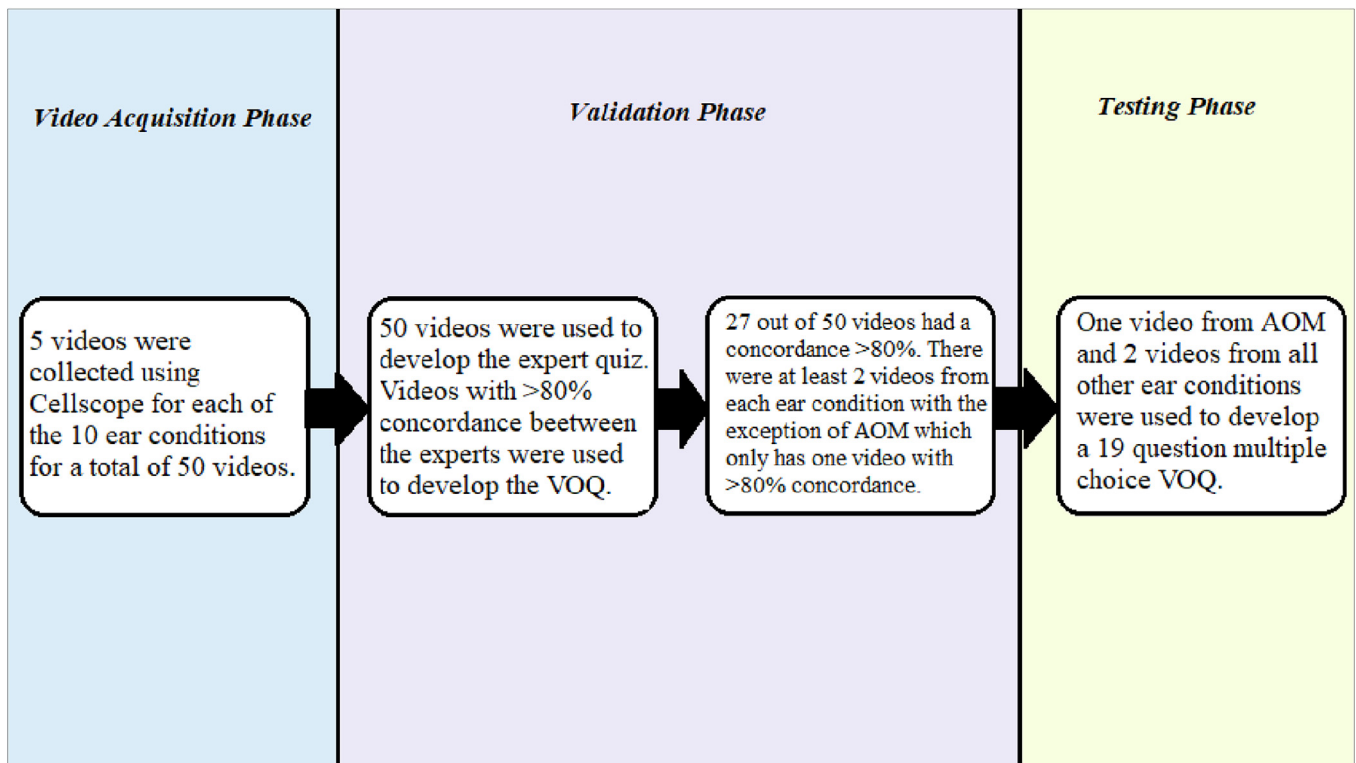 Video Acquisition Phase
Validation Phase
Testing Phase
5 videos were
collected using
Cellscope for each of
the 10 ear conditions
for a total of 50 videos.
50 videos were used to
develop the expert quiz.
Videos with >80%
concordance beetween
the experts were used
to develop the VOQ.
27 out of 50 videos had a
concordance >80%. There
were at least 2 videos from
each ear condition with the
exception of AOM which
only has one video with
>80% concordance.
One video from AOM
and 2 videos from all
other ear conditions
were used to develop
a 19 question multiple
choice VOQ.